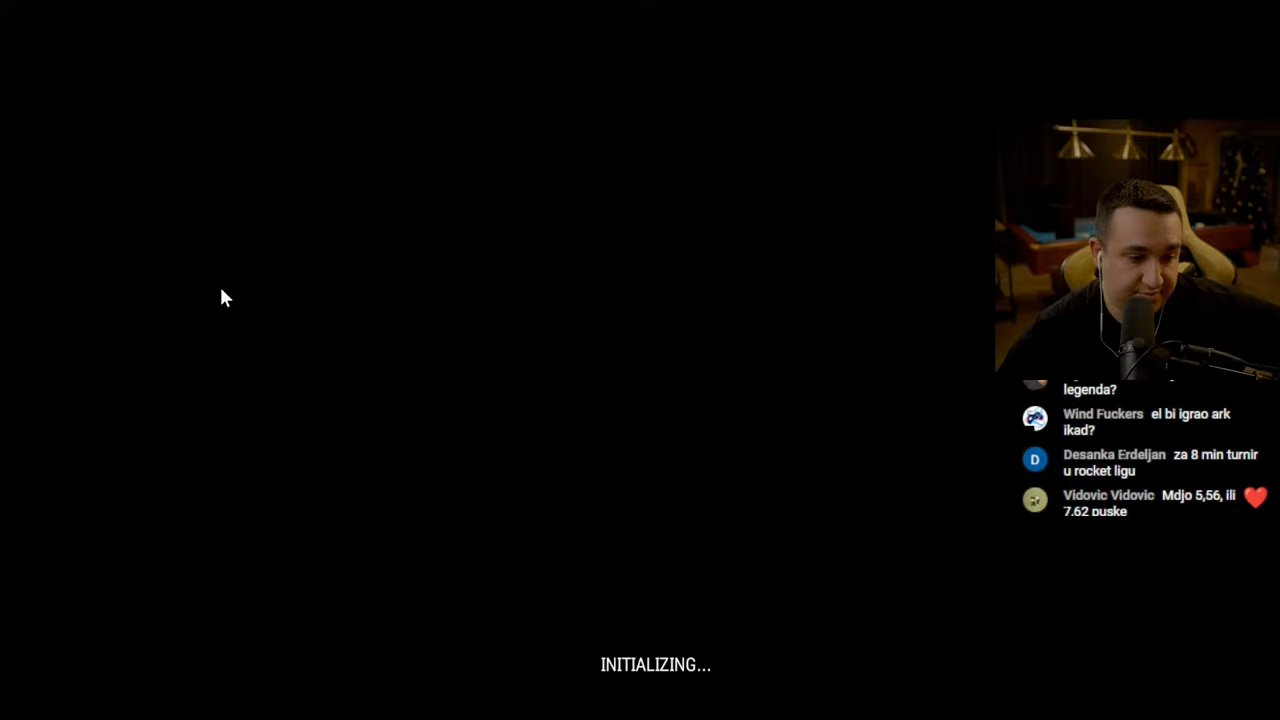 legenda?
Wind Fuckers el bi igrao ark
ikad?
Desanka Erdeljan za 8 min turnir
u rocket ligu
Vidovic Vidovic Mdjo 5,56, ili
7.62 puske
D
INITIALIZING...